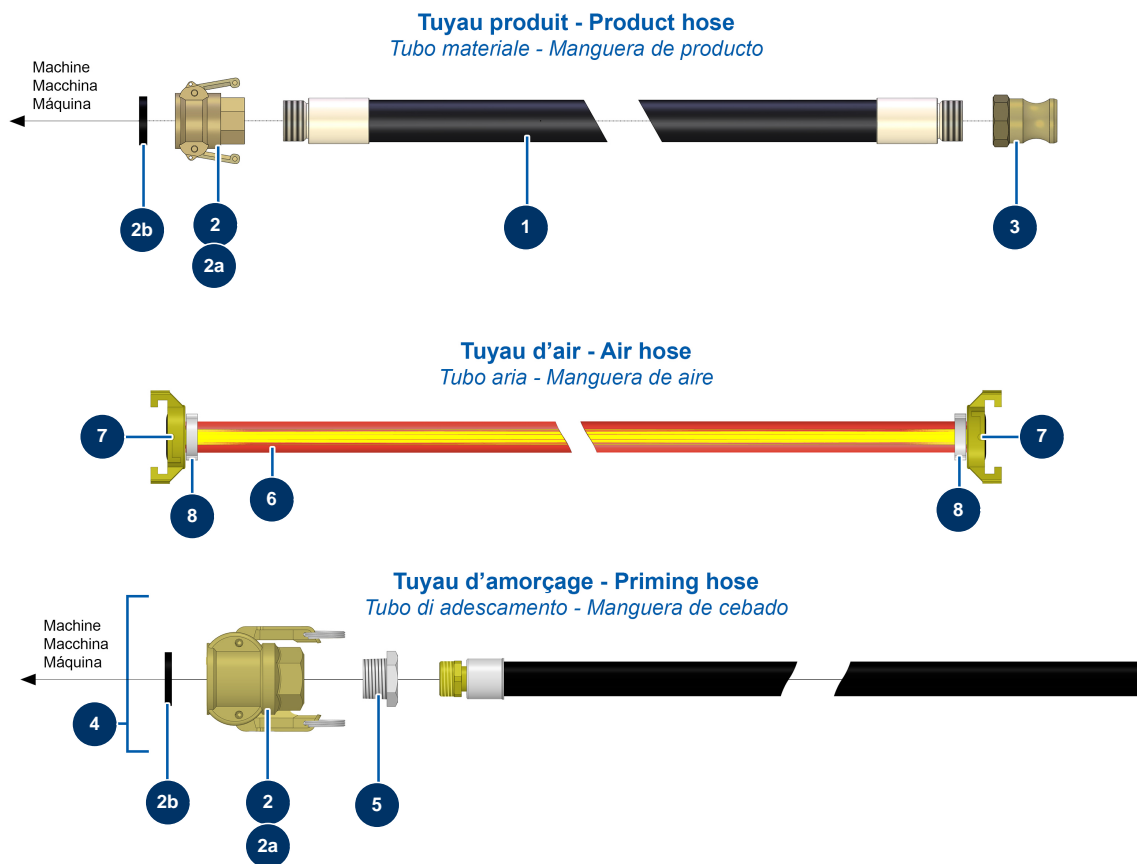 Tuyau produit - Product hose
Tubo materiale - Manguera de producto
Machine
Macchina
Máquina
2b
2
2a
1
3
Tuyau d'air - Air hose
Tubo aria - Manguera de aire
7
8
6
7
8
Tuyau d'amorçage - Priming hose
Tubo di adescamento - Manguera de cebado
Machine
Macchina
Máquina
4
2b
2
2a
5